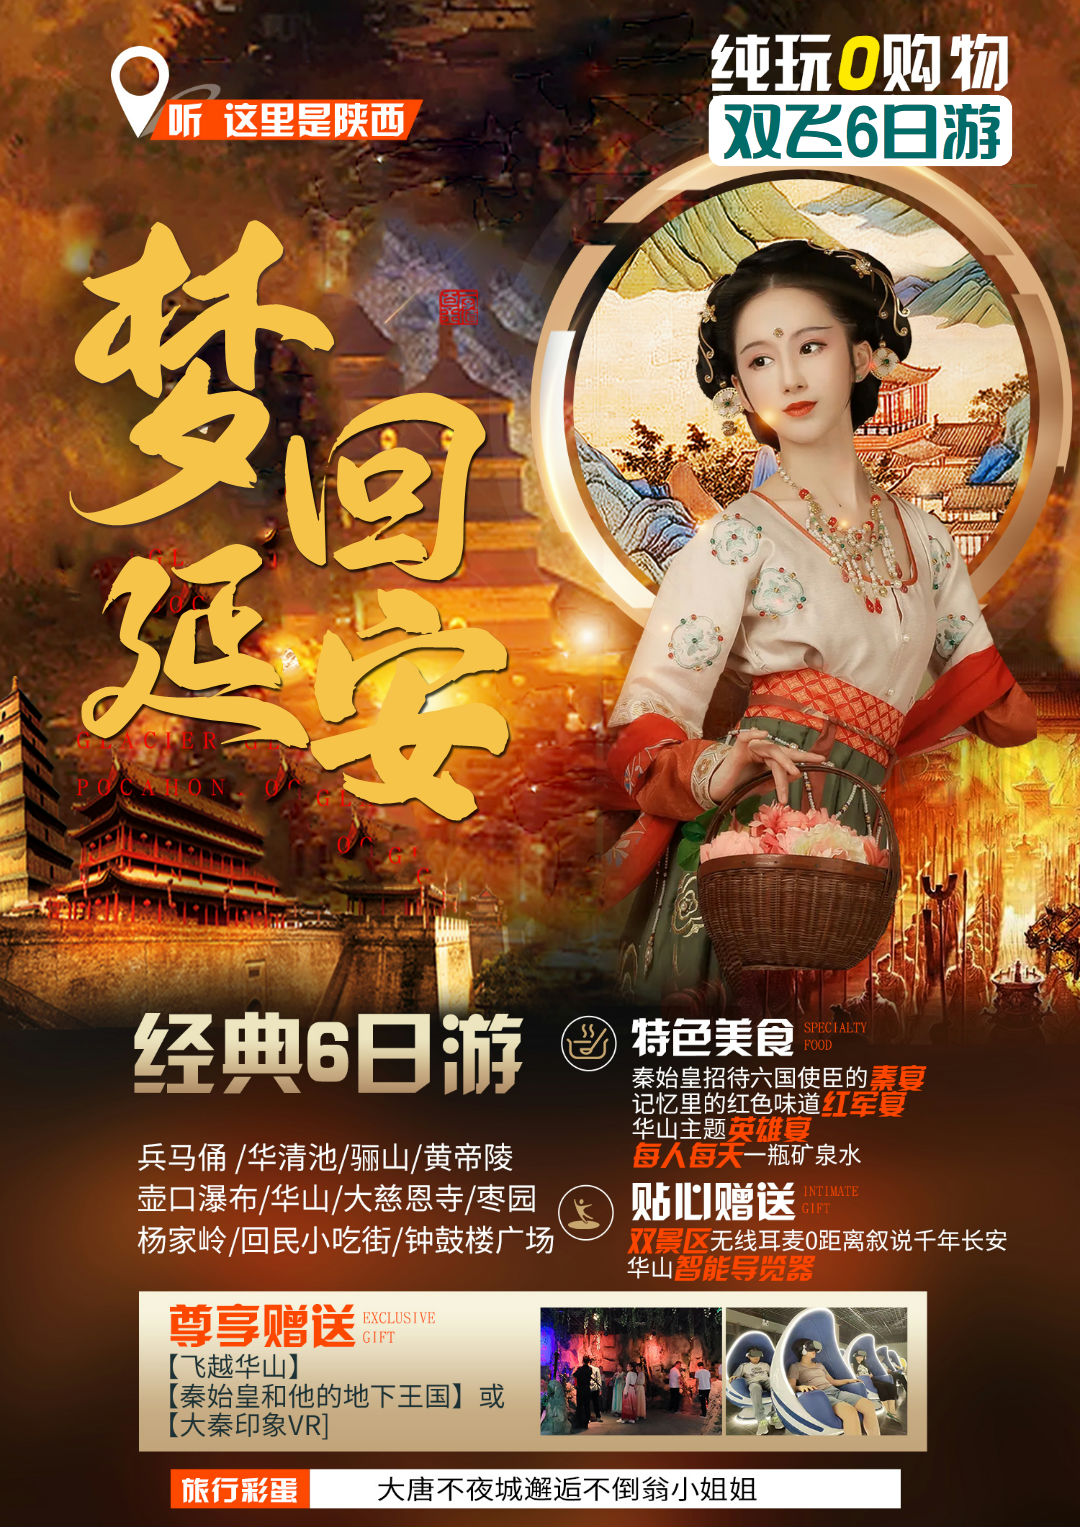 纯玩0购物
双飞6日游
听 这里是陕西
梦回
延安
GLACIER GL
POCAHON. O
经典6日游
兵马俑 /华清池/骊山/黄帝陵
壶口瀑布/华山/大慈恩寺/枣园
杨家岭/回民小吃街/钟鼓楼广场
特色美食 SPECIALTY
FOOD
秦始皇招待六国使臣的秦宴
记忆里的红色味道红军宴
华山主题英雄宴
每人每天一瓶矿泉水
贴心赠送 INTIMATE
GIFT
双景区无线耳麦0距离叙说千年长安
华山智能导览器
尊享赠送 EXCLUSIVE
GIFT
【飞越华山】
【秦始皇和他的地下王国】或
【大秦印象VR]
旅行彩蛋 大唐不夜城邂逅不倒翁小姐姐